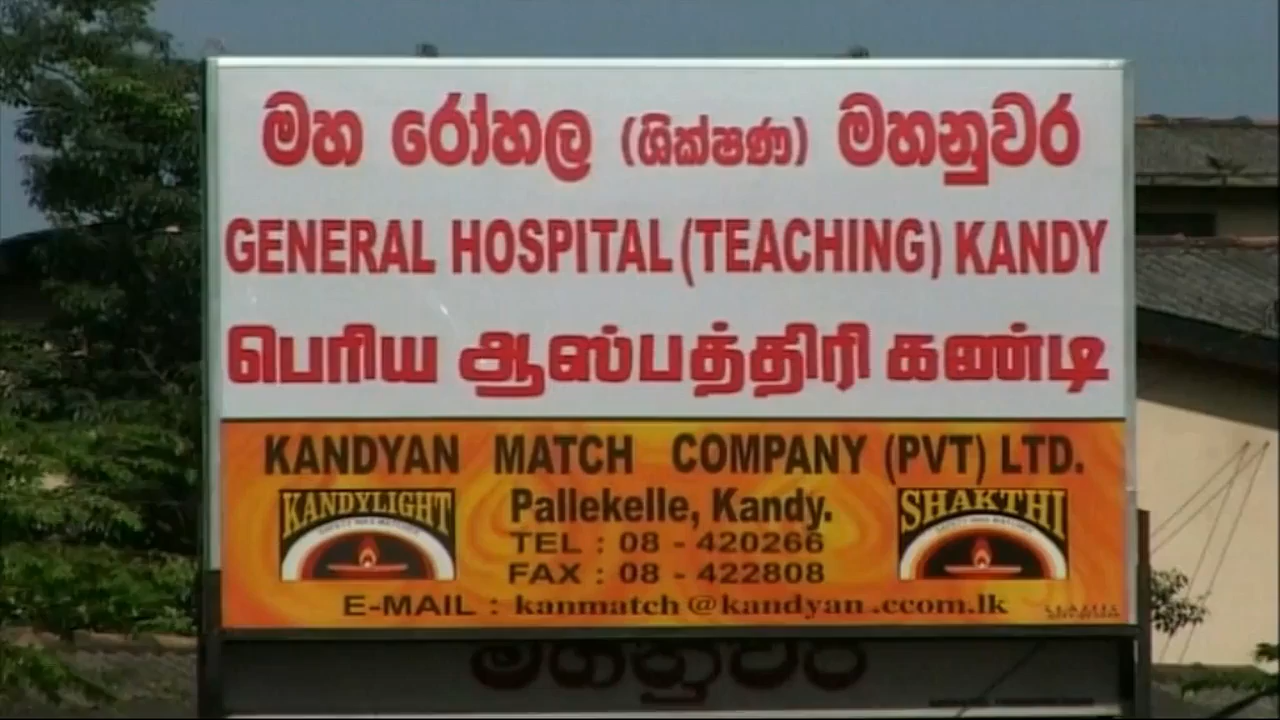 මහ රෝහල (ශික්ෂණ) මහනුවර
GENERAL HOSPITAL (TEACHING) KANDY
பெரிய ஆஸ்பத்திரி கண்டி
KANDYAN MATCH COMPANY (PVT) LTD.
KANDYLIGHT
Pallekelle, Kandy.
SHAKTHI
TEL : 08 - 420266
FAX : 08 - 422808
E-MAIL : kanmatch@kandyan.ccom.lk
මහනුවර